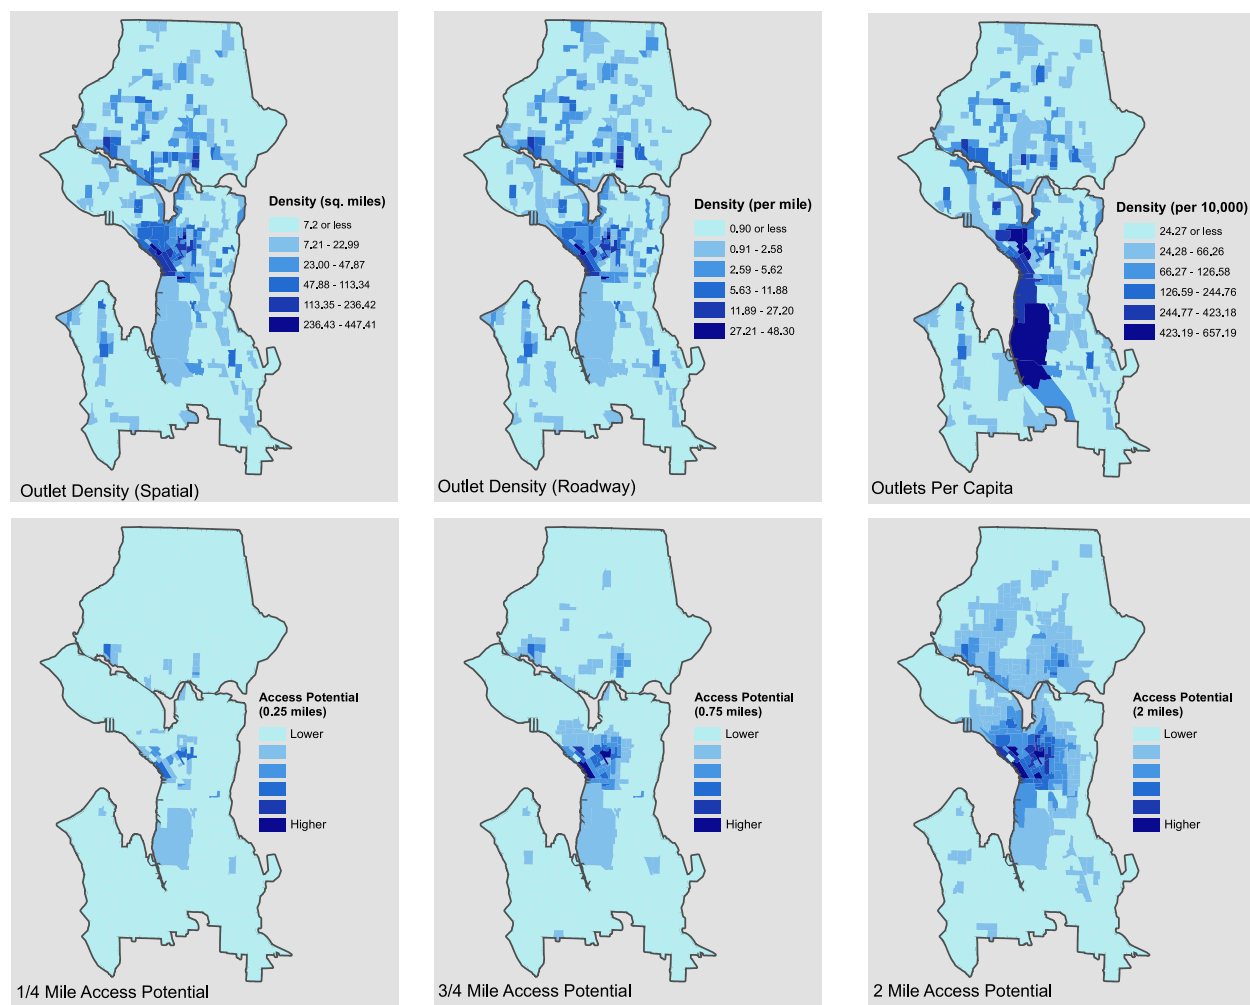 Density (sq. miles)
7.2 or less
7.21 - 22.99
23.00 - 47.87
47.88 - 113.34
113.35 - 236.42
236.43 - 447.41
Outlet Density (Spatial)
Density (per mile)
0.90 or less
0.91 - 2.58
2.59 - 5.62
5.63 - 11.88
11.89 - 27.20
27.21 - 48.30
Outlet Density (Roadway)
Density (per 10,000)
24.27 or less
24.28 - 66.26
66.27 - 126.58
126.59 - 244.76
244.77 - 423.18
423.19 - 657.19
Outlets Per Capita
Access Potential
(0.25 miles)
Lower
Higher
1/4 Mile Access Potential
Access Potential
(0.75 miles)
Lower
Higher
3/4 Mile Access Potential
Access Potential
(2 miles)
Lower
Higher
2 Mile Access Potential